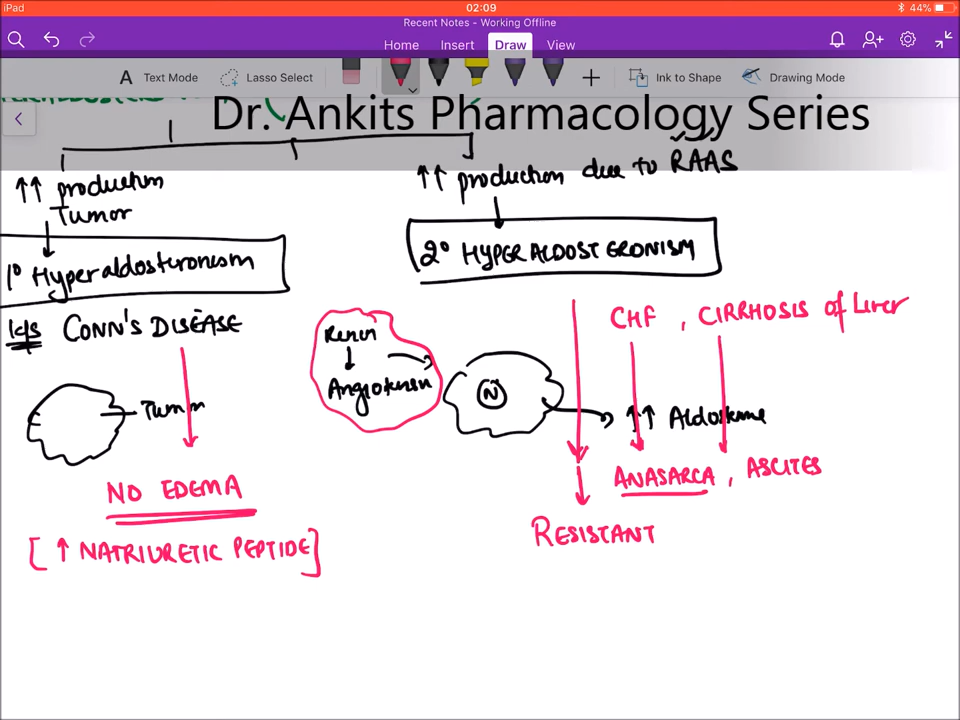 iPad
02:09
44%
Recent Notes - Working Offline
Home Insert Draw View
A Text Mode Lasso Select Ink to Shape Drawing Mode
Dr. Ankits Pharmacology Series
↑↑ production
Tumor
↑↑ production due to RAAS
1° Hyperaldosteronesm
2° HYPERALDOSTERONISM
k/s CONN'S DISEASE
CHF , CIRRHOSIS of Liver
Renin
Angiotensin
N
Tumor
↑↑ Aldosterone
ANASARCA , ASCITES
NO EDEMA
RESISTANT
[ ↑ NATRIURETIC PEPTIDE]